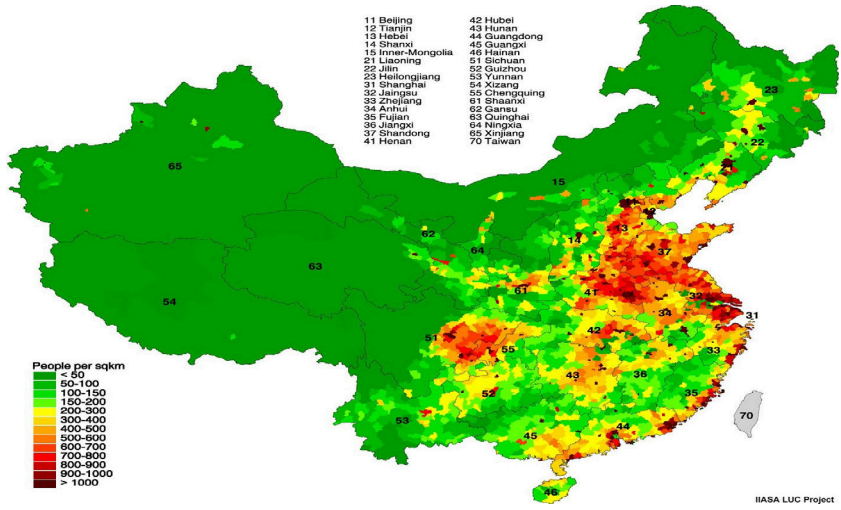 11 Beijing
12 Tianjin
13 Hebei
14 Shanxi
15 Inner-Mongolia
21 Liaoning
22 Jilin
23 Heilongjiang
31 Shanghai
32 Jaingsu
33 Zhejiang
34 Anhui
35 Fujian
36 Jiangxi
37 Shandong
41 Henan
42 Hubei
43 Hunan
44 Guangdong
45 Guangxi
46 Hainan
51 Sichuan
52 Guizhou
53 Yunnan
54 Xizang
55 Chengquing
61 Shaanxi
62 Gansu
63 Quinghai
64 Ningxia
65 Xinjiang
70 Taiwan
23
22
65
15
13
62
14
64
37
63
61
41
54
32
34
31
42
51
55
33
43
36
52
35
53
70
44
45
46
People per sqkm
< 50
50-100
100-150
150-200
200-300
300-400
400-500
500-600
600-700
700-800
800-900
900-1000
> 1000
IIASA LUC Project